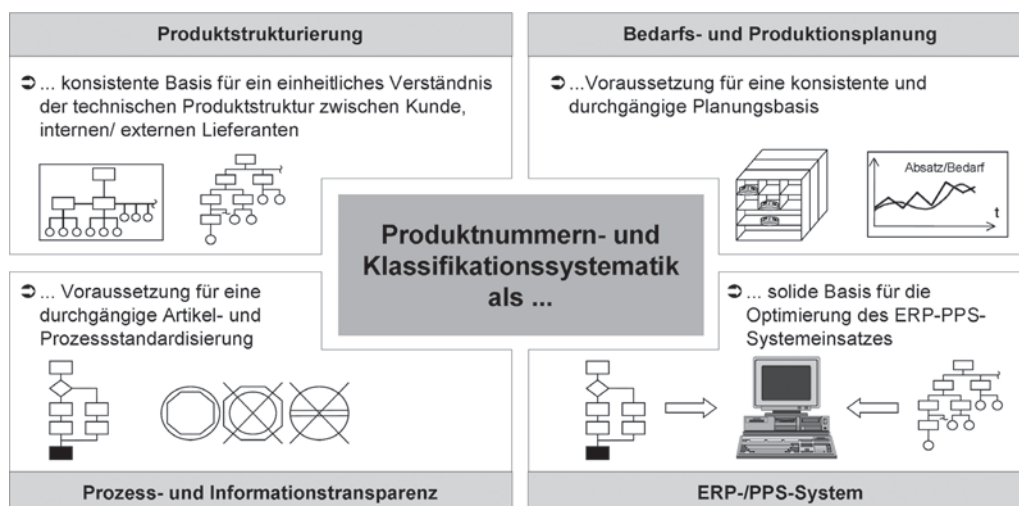 Produktstrukturierung
➲ ... konsistente Basis für ein einheitliches Verständnis
der technischen Produktstruktur zwischen Kunde,
internen/ externen Lieferanten
Bedarfs- und Produktionsplanung
➲ ...Voraussetzung für eine konsistente und
durchgängige Planungsbasis
Absatz/Bedarf
t
Produktnummern- und
Klassifikationssystematik
als ...
➲ ... Voraussetzung für eine
durchgängige Artikel- und
Prozessstandardisierung
Prozess- und Informationstransparenz
➲ ... solide Basis für die
Optimierung des ERP-PPS-
Systemeinsatzes
ERP-/PPS-System